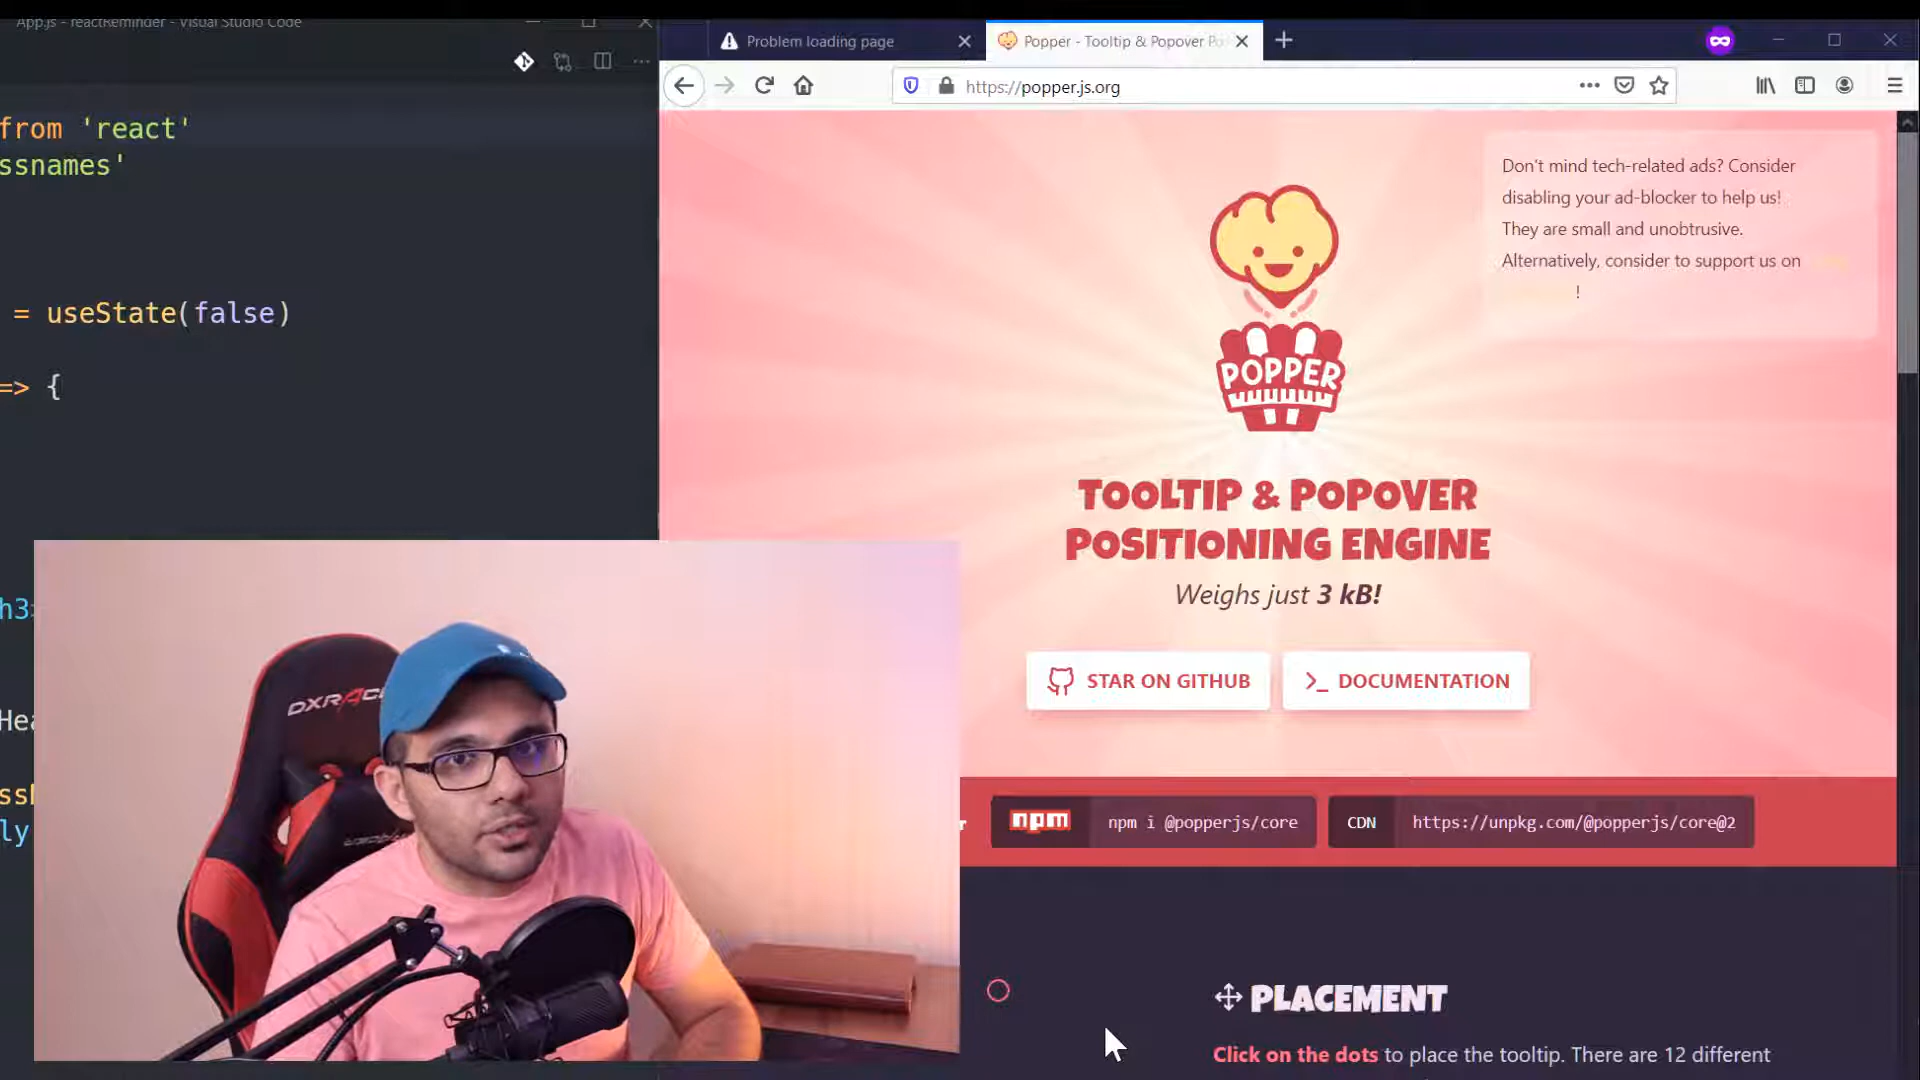 App.js - reactReminder - Visual Studio Code
from 'react'
ssnames'
= useState(false)
=> {
h3
Hea
ss
ly
DXRACE
Problem loading page
Popper - Tooltip & Popover Po
https://popper.js.org
Don't mind tech-related ads? Consider
disabling your ad-blocker to help us!
They are small and unobtrusive.
Alternatively, consider to support us on
!
POPPER
TOOLTIP & POPOVER
POSITIONING ENGINE
Weighs just 3 kB!
STAR ON GITHUB
DOCUMENTATION
r
npm
npm i @popperjs/core
CDN
https://unpkg.com/@popperjs/core@2
PLACEMENT
Click on the dots to place the tooltip. There are 12 different